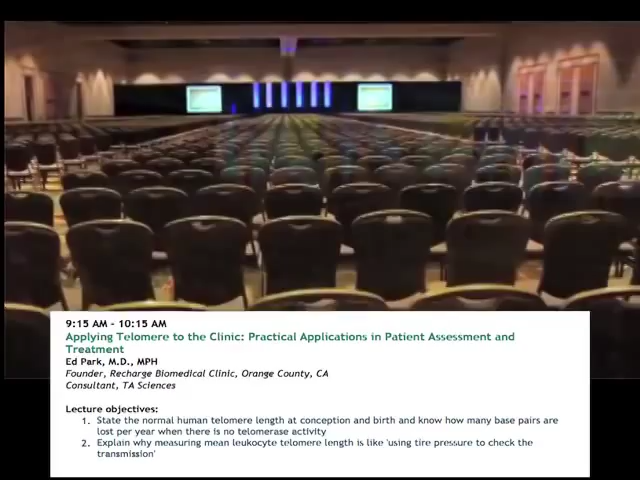 9:15 AM - 10:15 AM
Applying Telomere to the Clinic: Practical Applications in Patient Assessment and
Treatment
Ed Park, M.D., MPH
Founder, Recharge Biomedical Clinic, Orange County, CA
Consultant, TA Sciences
Lecture objectives:
1. State the normal human telomere length at conception and birth and know how many base pairs are
lost per year when there is no telomerase activity
2. Explain why measuring mean leukocyte telomere length is like 'using tire pressure to check the
transmission'